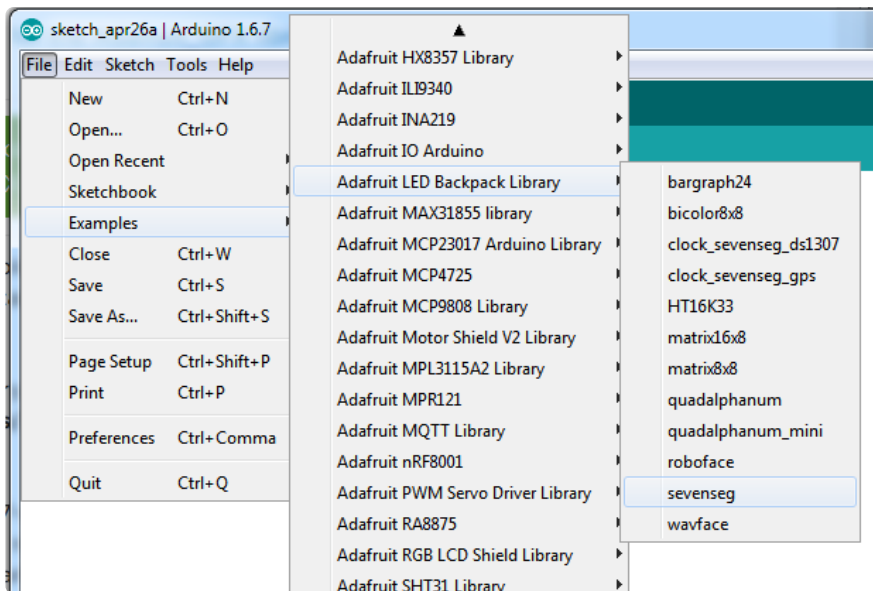 sketch_apr26a | Arduino 1.6.7
File Edit Sketch Tools Help
New Ctrl+N
Open... Ctrl+O
Open Recent
Sketchbook
Examples
Close Ctrl+W
Save Ctrl+S
Save As... Ctrl+Shift+S
Page Setup Ctrl+Shift+P
Print Ctrl+P
Preferences Ctrl+Comma
Quit Ctrl+Q
Adafruit HX8357 Library
Adafruit ILI9340
Adafruit INA219
Adafruit IO Arduino
Adafruit LED Backpack Library
Adafruit MAX31855 library
Adafruit MCP23017 Arduino Library
Adafruit MCP4725
Adafruit MCP9808 Library
Adafruit Motor Shield V2 Library
Adafruit MPL3115A2 Library
Adafruit MPR121
Adafruit MQTT Library
Adafruit nRF8001
Adafruit PWM Servo Driver Library
Adafruit RA8875
Adafruit RGB LCD Shield Library
Adafruit SHT31 Library
bargraph24
bicolor8x8
clock_sevenseg_ds1307
clock_sevenseg_gps
HT16K33
matrix16x8
matrix8x8
quadalphanum
quadalphanum_mini
roboface
sevenseg
wavface